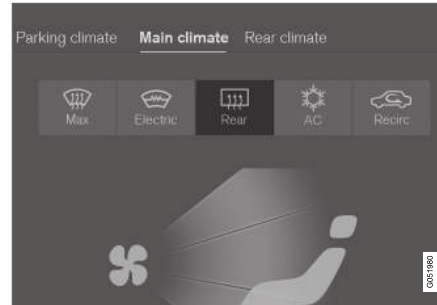 Parking climate Main climate Rear climate
Max Electric Rear AC Recirc
G051980